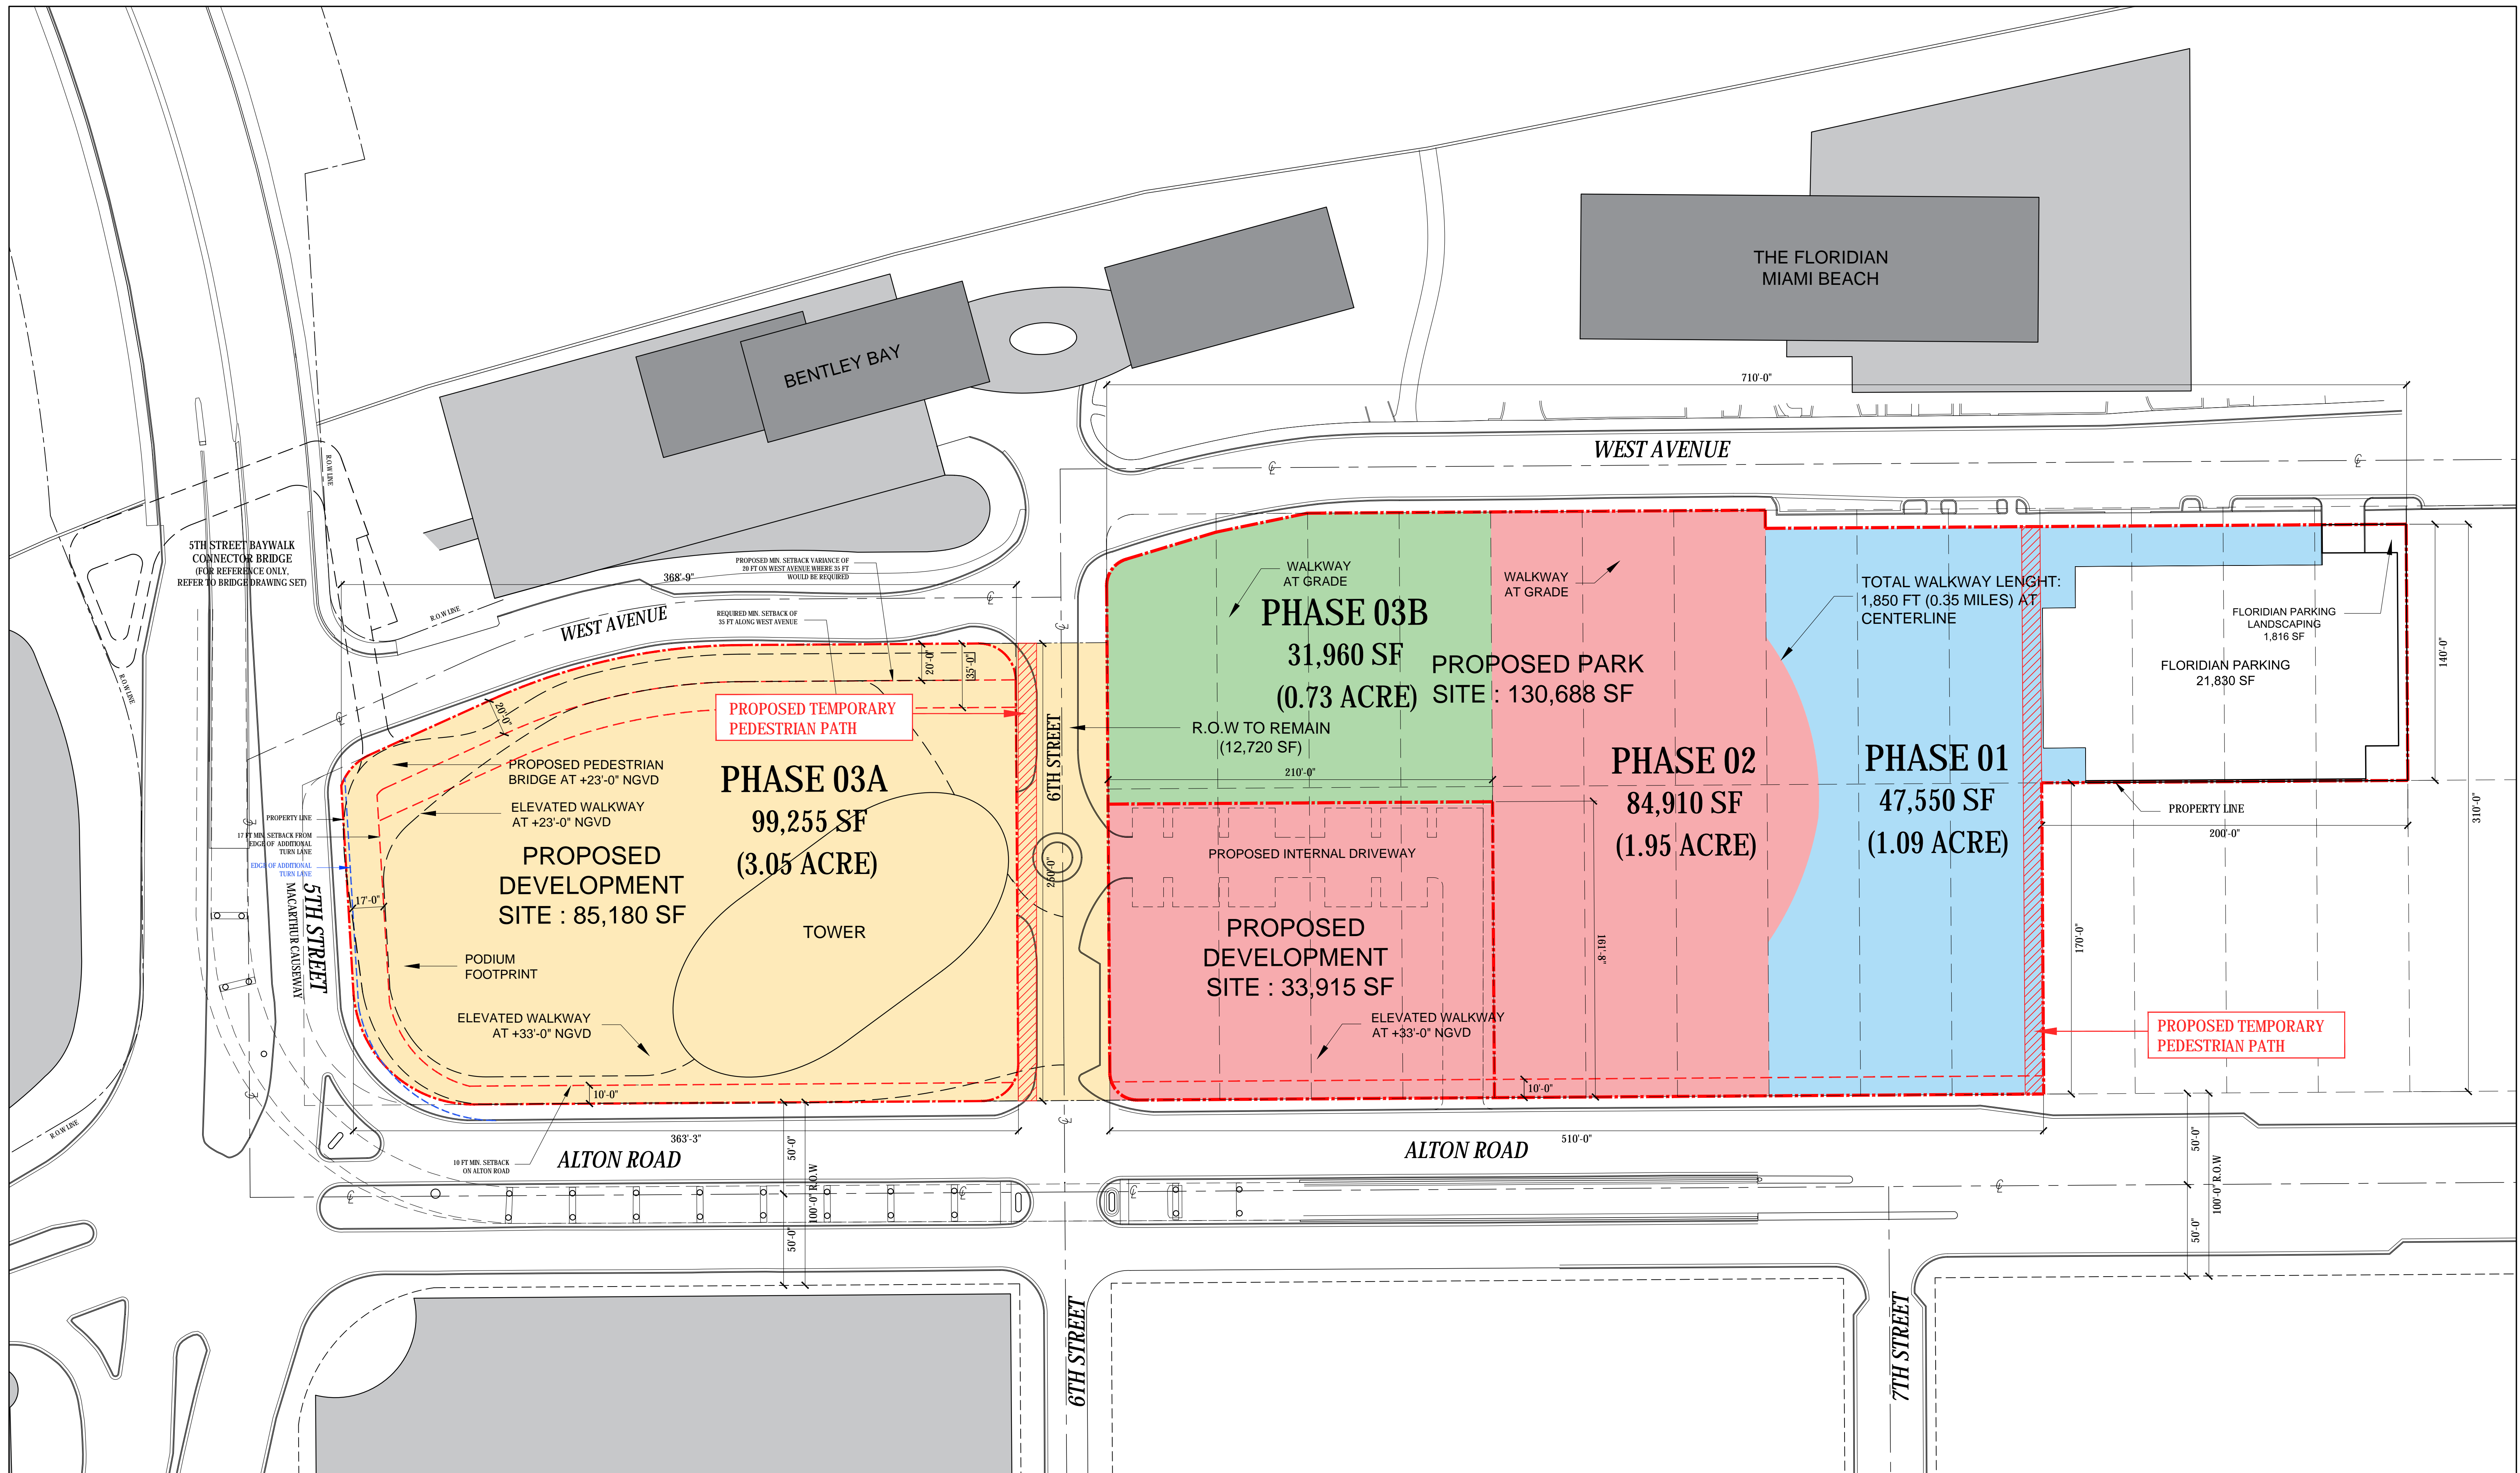 THE FLORIDIAN
MIAMI BEACH
BENTLEY BAY
710'-0"
WEST AVENUE
R.O.W LINE
5TH STREET BAYWALK
CONNECTOR BRIDGE
(FOR REFERENCE ONLY,
REFER TO BRIDGE DRAWING SET)
368'-9"
PROPOSED MIN. SETBACK VARIANCE OF
20 FT ON WEST AVENUE WHERE 35 FT
WOULD BE REQUIRED
REQUIRED MIN. SETBACK OF
35 FT ALONG WEST AVENUE
R.O.W LINE
WEST AVENUE
R.O.W LINE
20'-0"
35'-0"
20'-0"
PROPOSED TEMPORARY
PEDESTRIAN PATH
6TH STREET
250'-0"
R.O.W TO REMAIN
(12,720 SF)
PROPOSED PEDESTRIAN
BRIDGE AT +23'-0" NGVD
ELEVATED WALKWAY
AT +23'-0" NGVD
PHASE 03A
99,255 SF
(3.05 ACRE)
PROPOSED
DEVELOPMENT
SITE : 85,180 SF
TOWER
PROPERTY LINE
17 FT MIN. SETBACK FROM
EDGE OF ADDITIONAL
TURN LANE
EDGE OF ADDITIONAL
TURN LANE
17'-0"
5TH STREET
MACARTHUR CAUSEWAY
PODIUM
FOOTPRINT
ELEVATED WALKWAY
AT +33'-0" NGVD
10'-0"
363'-3"
10 FT MIN. SETBACK
ON ALTON ROAD
ALTON ROAD
50'-0"
100'-0" R.O.W
50'-0"
R.O.W LINE
WALKWAY
AT GRADE
PHASE 03B
31,960 SF
(0.73 ACRE)
210'-0"
WALKWAY
AT GRADE
PROPOSED PARK
SITE : 130,688 SF
PHASE 02
84,910 SF
(1.95 ACRE)
TOTAL WALKWAY LENGHT:
1,850 FT (0.35 MILES) AT
CENTERLINE
PHASE 01
47,550 SF
(1.09 ACRE)
FLORIDIAN PARKING
LANDSCAPING
1,816 SF
FLORIDIAN PARKING
21,830 SF
140'-0"
310'-0"
PROPERTY LINE
200'-0"
170'-0"
PROPOSED INTERNAL DRIVEWAY
PROPOSED
DEVELOPMENT
SITE : 33,915 SF
161'-8"
ELEVATED WALKWAY
AT +33'-0" NGVD
10'-0"
PROPOSED TEMPORARY
PEDESTRIAN PATH
510'-0"
ALTON ROAD
50'-0"
100'-0" R.O.W
50'-0"
6TH STREET
7TH STREET